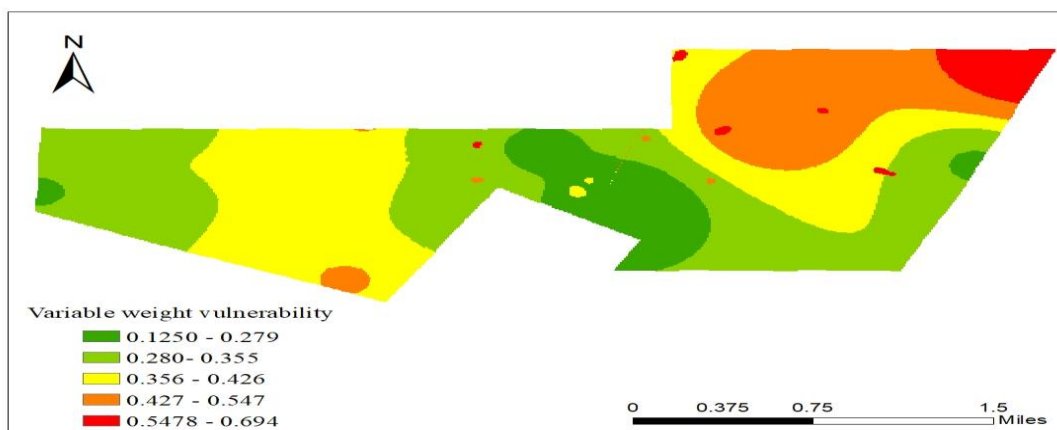 N
Variable weight vulnerability
0.1250 - 0.279
0.280- 0.355
0.356 - 0.426
0.427 - 0.547
0.5478 - 0.694
0 0.375 0.75 1.5
Miles